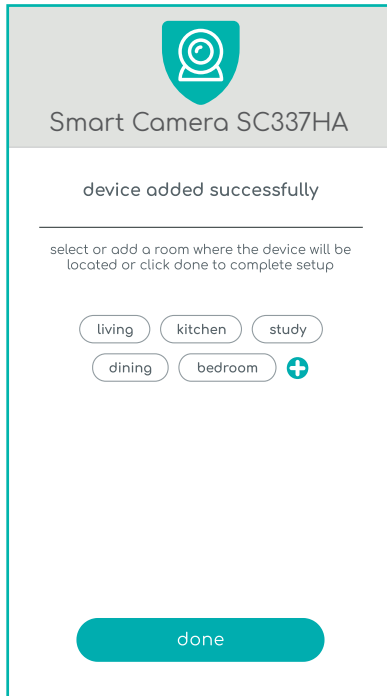 Smart Camera SC337HA
device added successfully
select or add a room where the device will be
located or click done to complete setup
living kitchen study
dining bedroom
done